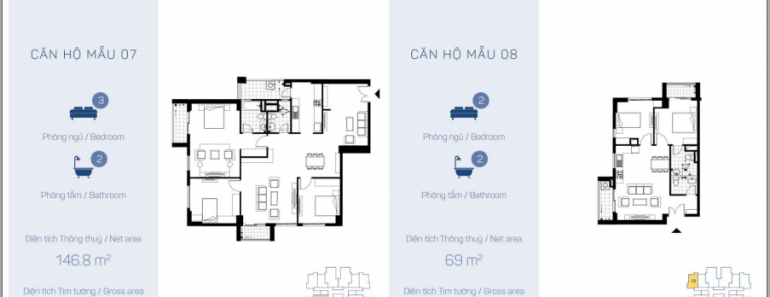 CĂN HỘ MẪU 07
3
Phòng ngủ / Bedroom
2
Phòng tắm / Bathroom
Diện tích Thông thuỷ / Net area
146.8 m²
Diện tích Tim tường / Gross area
CĂN HỘ MẪU 08
2
Phòng ngủ / Bedroom
2
Phòng tắm / Bathroom
Diện tích Thông thuỷ / Net area
69 m²
Diện tích Tim tường / Gross area